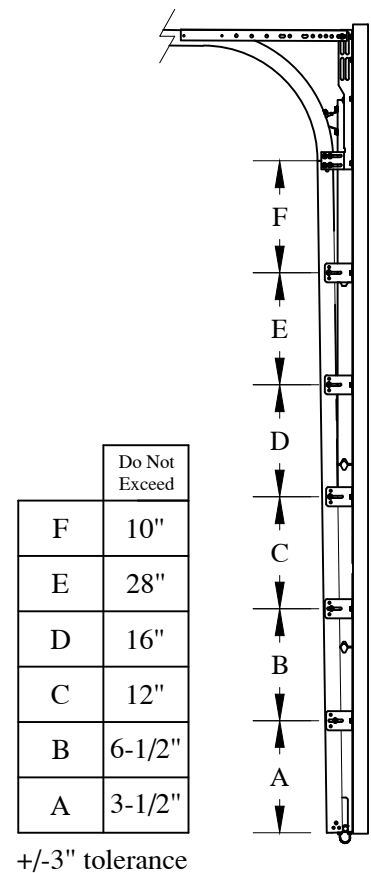 F
E
D
C
B
A
Do Not
Exceed
F 10"
E 28"
D 16"
C 12"
B 6-1/2"
A 3-1/2"
+/-3" tolerance